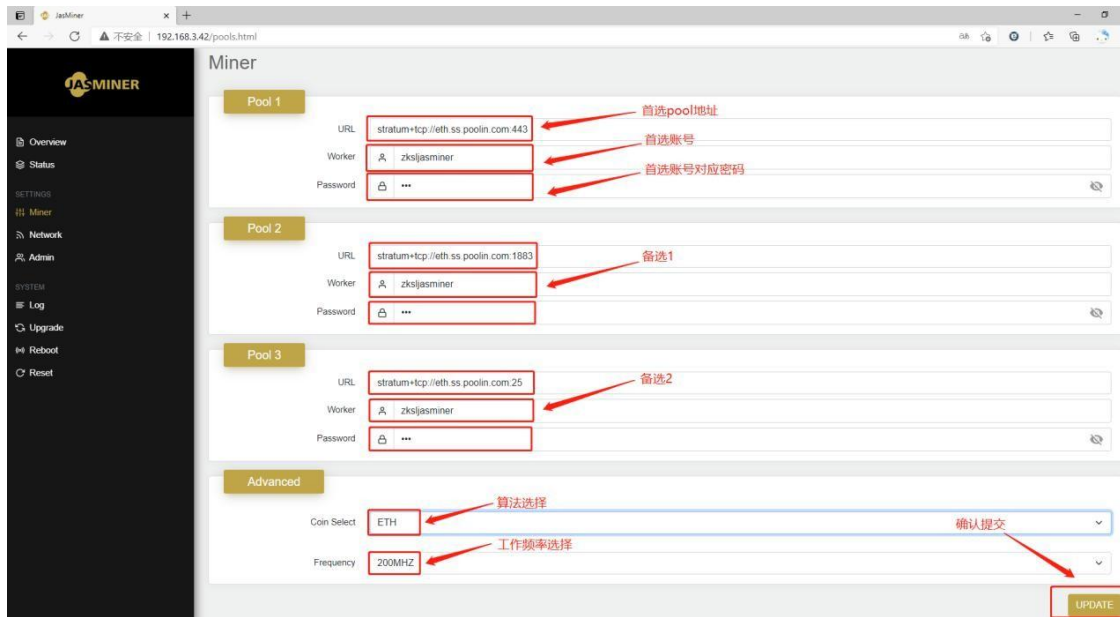 JasMiner
不安全 | 192.168.3.42/pools.html
JASMINER
Overview
Status
SETTINGS
Miner
Network
Admin
SYSTEM
Log
Upgrade
Reboot
Reset
Miner
Pool 1
URL stratum+tcp://eth.ss.poolin.com:443 首选pool地址
Worker zksljasminer 首选账号
Password ••• 首选账号对应密码
Pool 2
URL stratum+tcp://eth.ss.poolin.com:1883 备选1
Worker zksljasminer
Password •••
Pool 3
URL stratum+tcp://eth.ss.poolin.com:25 备选2
Worker zksljasminer
Password •••
Advanced
算法选择
Coin Select ETH 确认提交
工作频率选择
Frequency 200MHZ
UPDATE